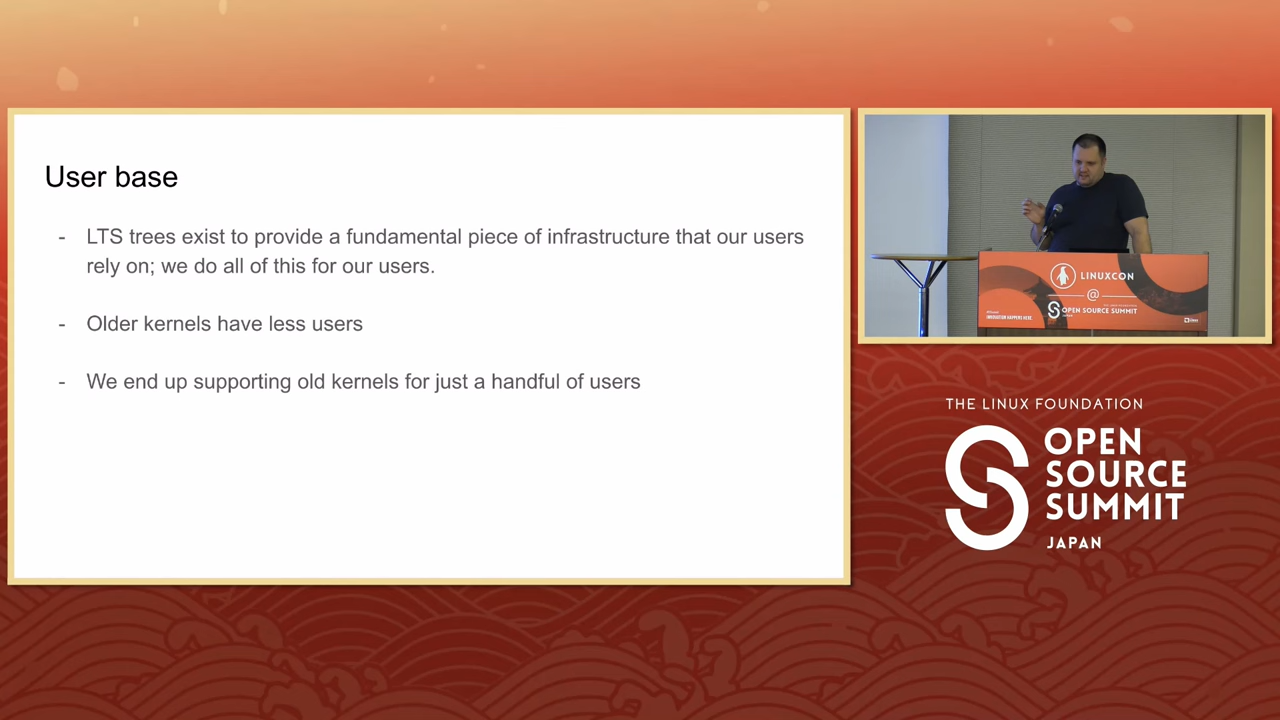 User base
- LTS trees exist to provide a fundamental piece of infrastructure that our users
rely on; we do all of this for our users.
- Older kernels have less users
- We end up supporting old kernels for just a handful of users
LINUXCON
@
OPEN SOURCE SUMMIT
THE LINUX FOUNDATION
OPEN
SOURCE
SUMMIT
JAPAN